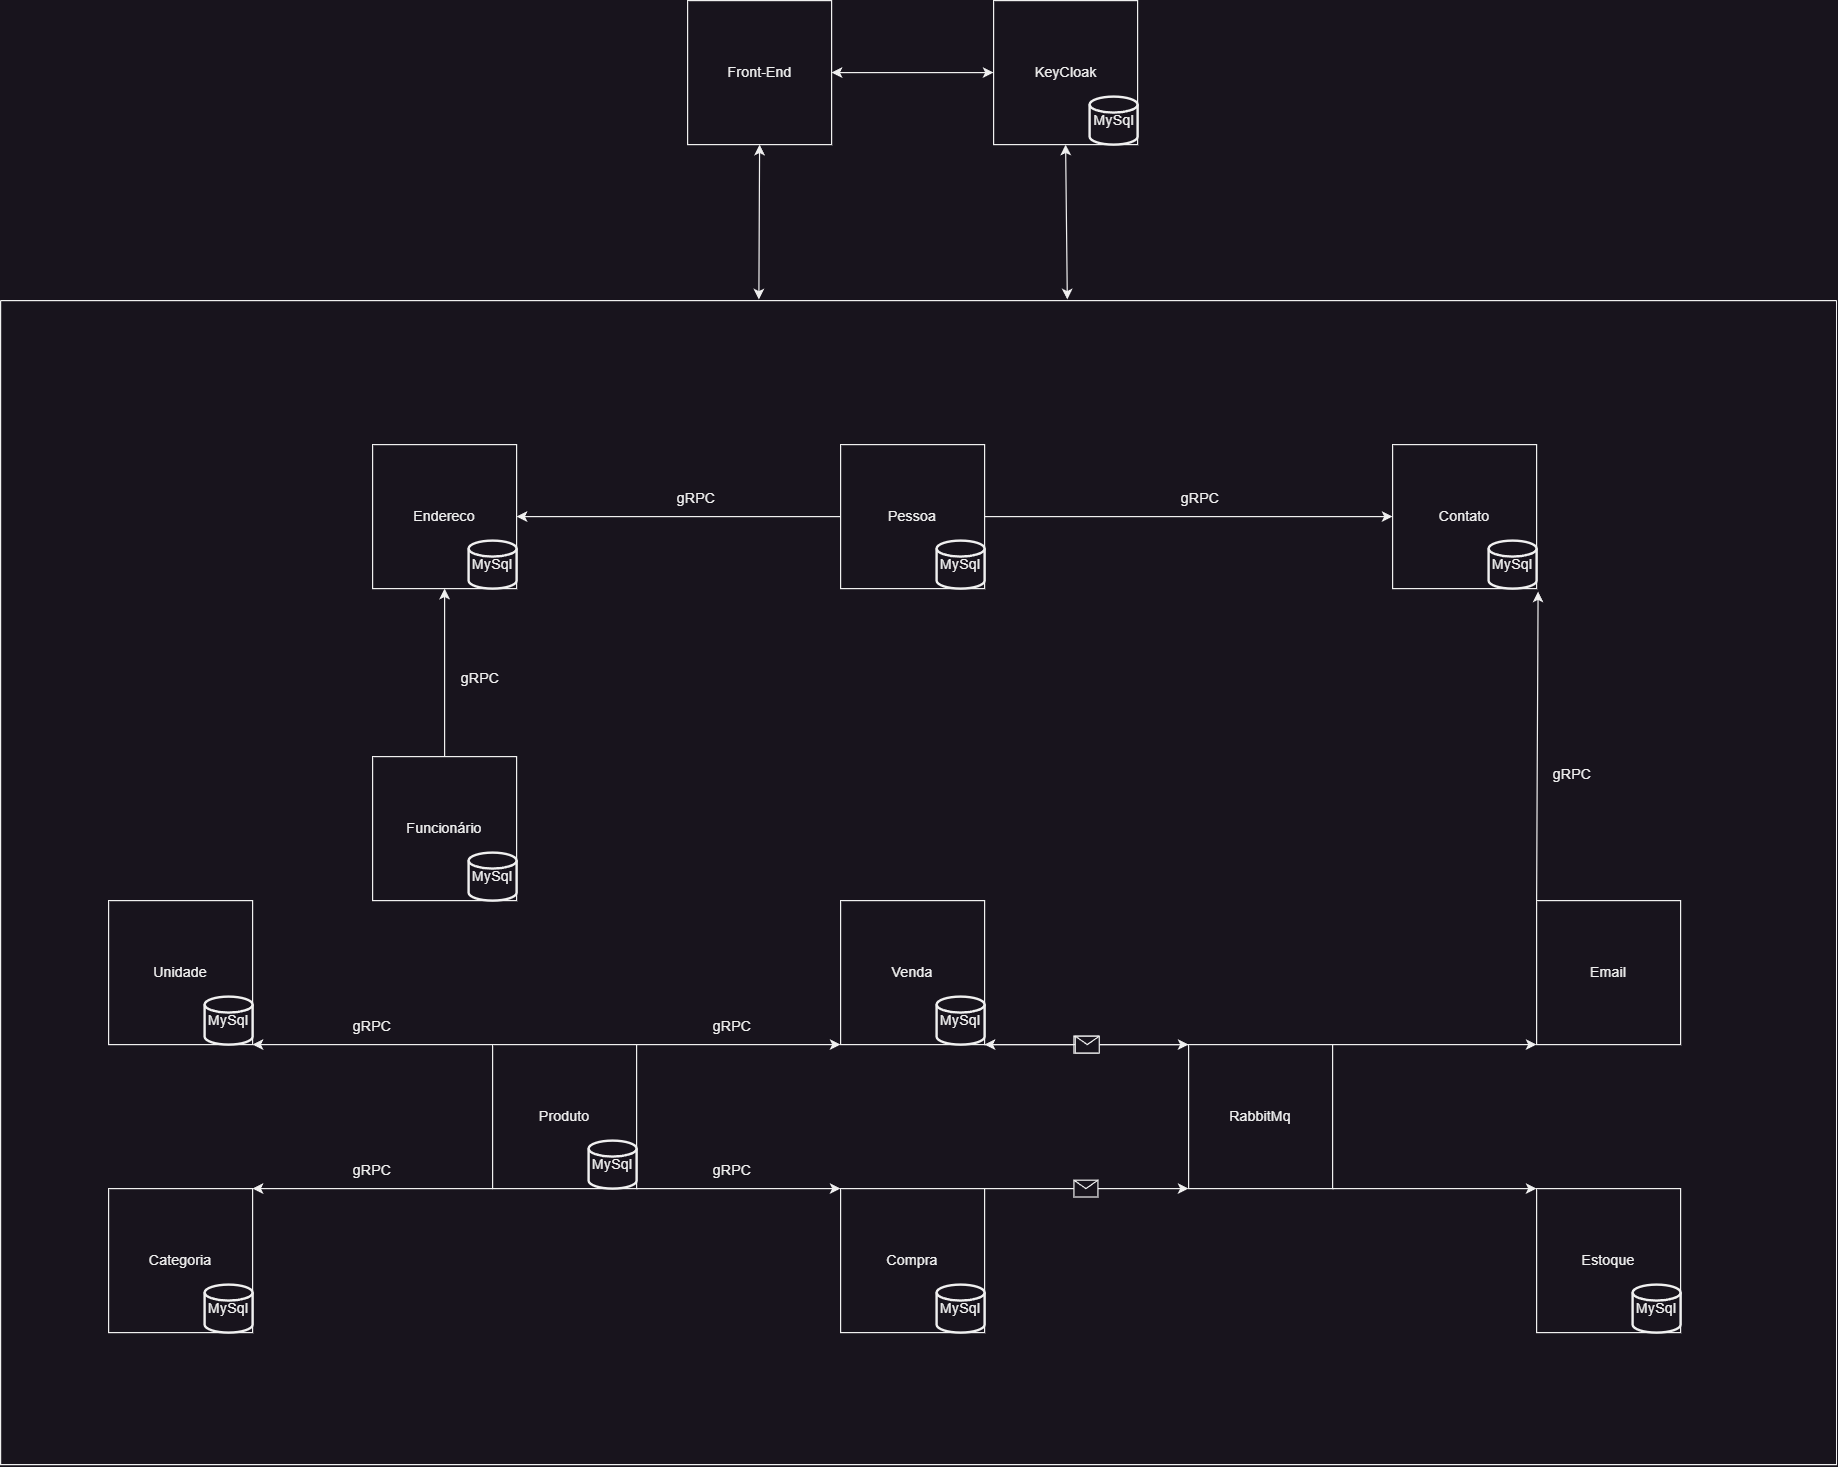 Front-End
KeyCloak
MySql
gRPC
gRPC
Endereco
Pessoa
Contato
MySql
MySql
MySql
gRPC
gRPC
Funcionário
MySql
Unidade
Venda
Email
MySql
MySql
gRPC
gRPC
Produto
RabbitMq
MySql
gRPC
gRPC
Categoria
Compra
Estoque
MySql
MySql
MySql